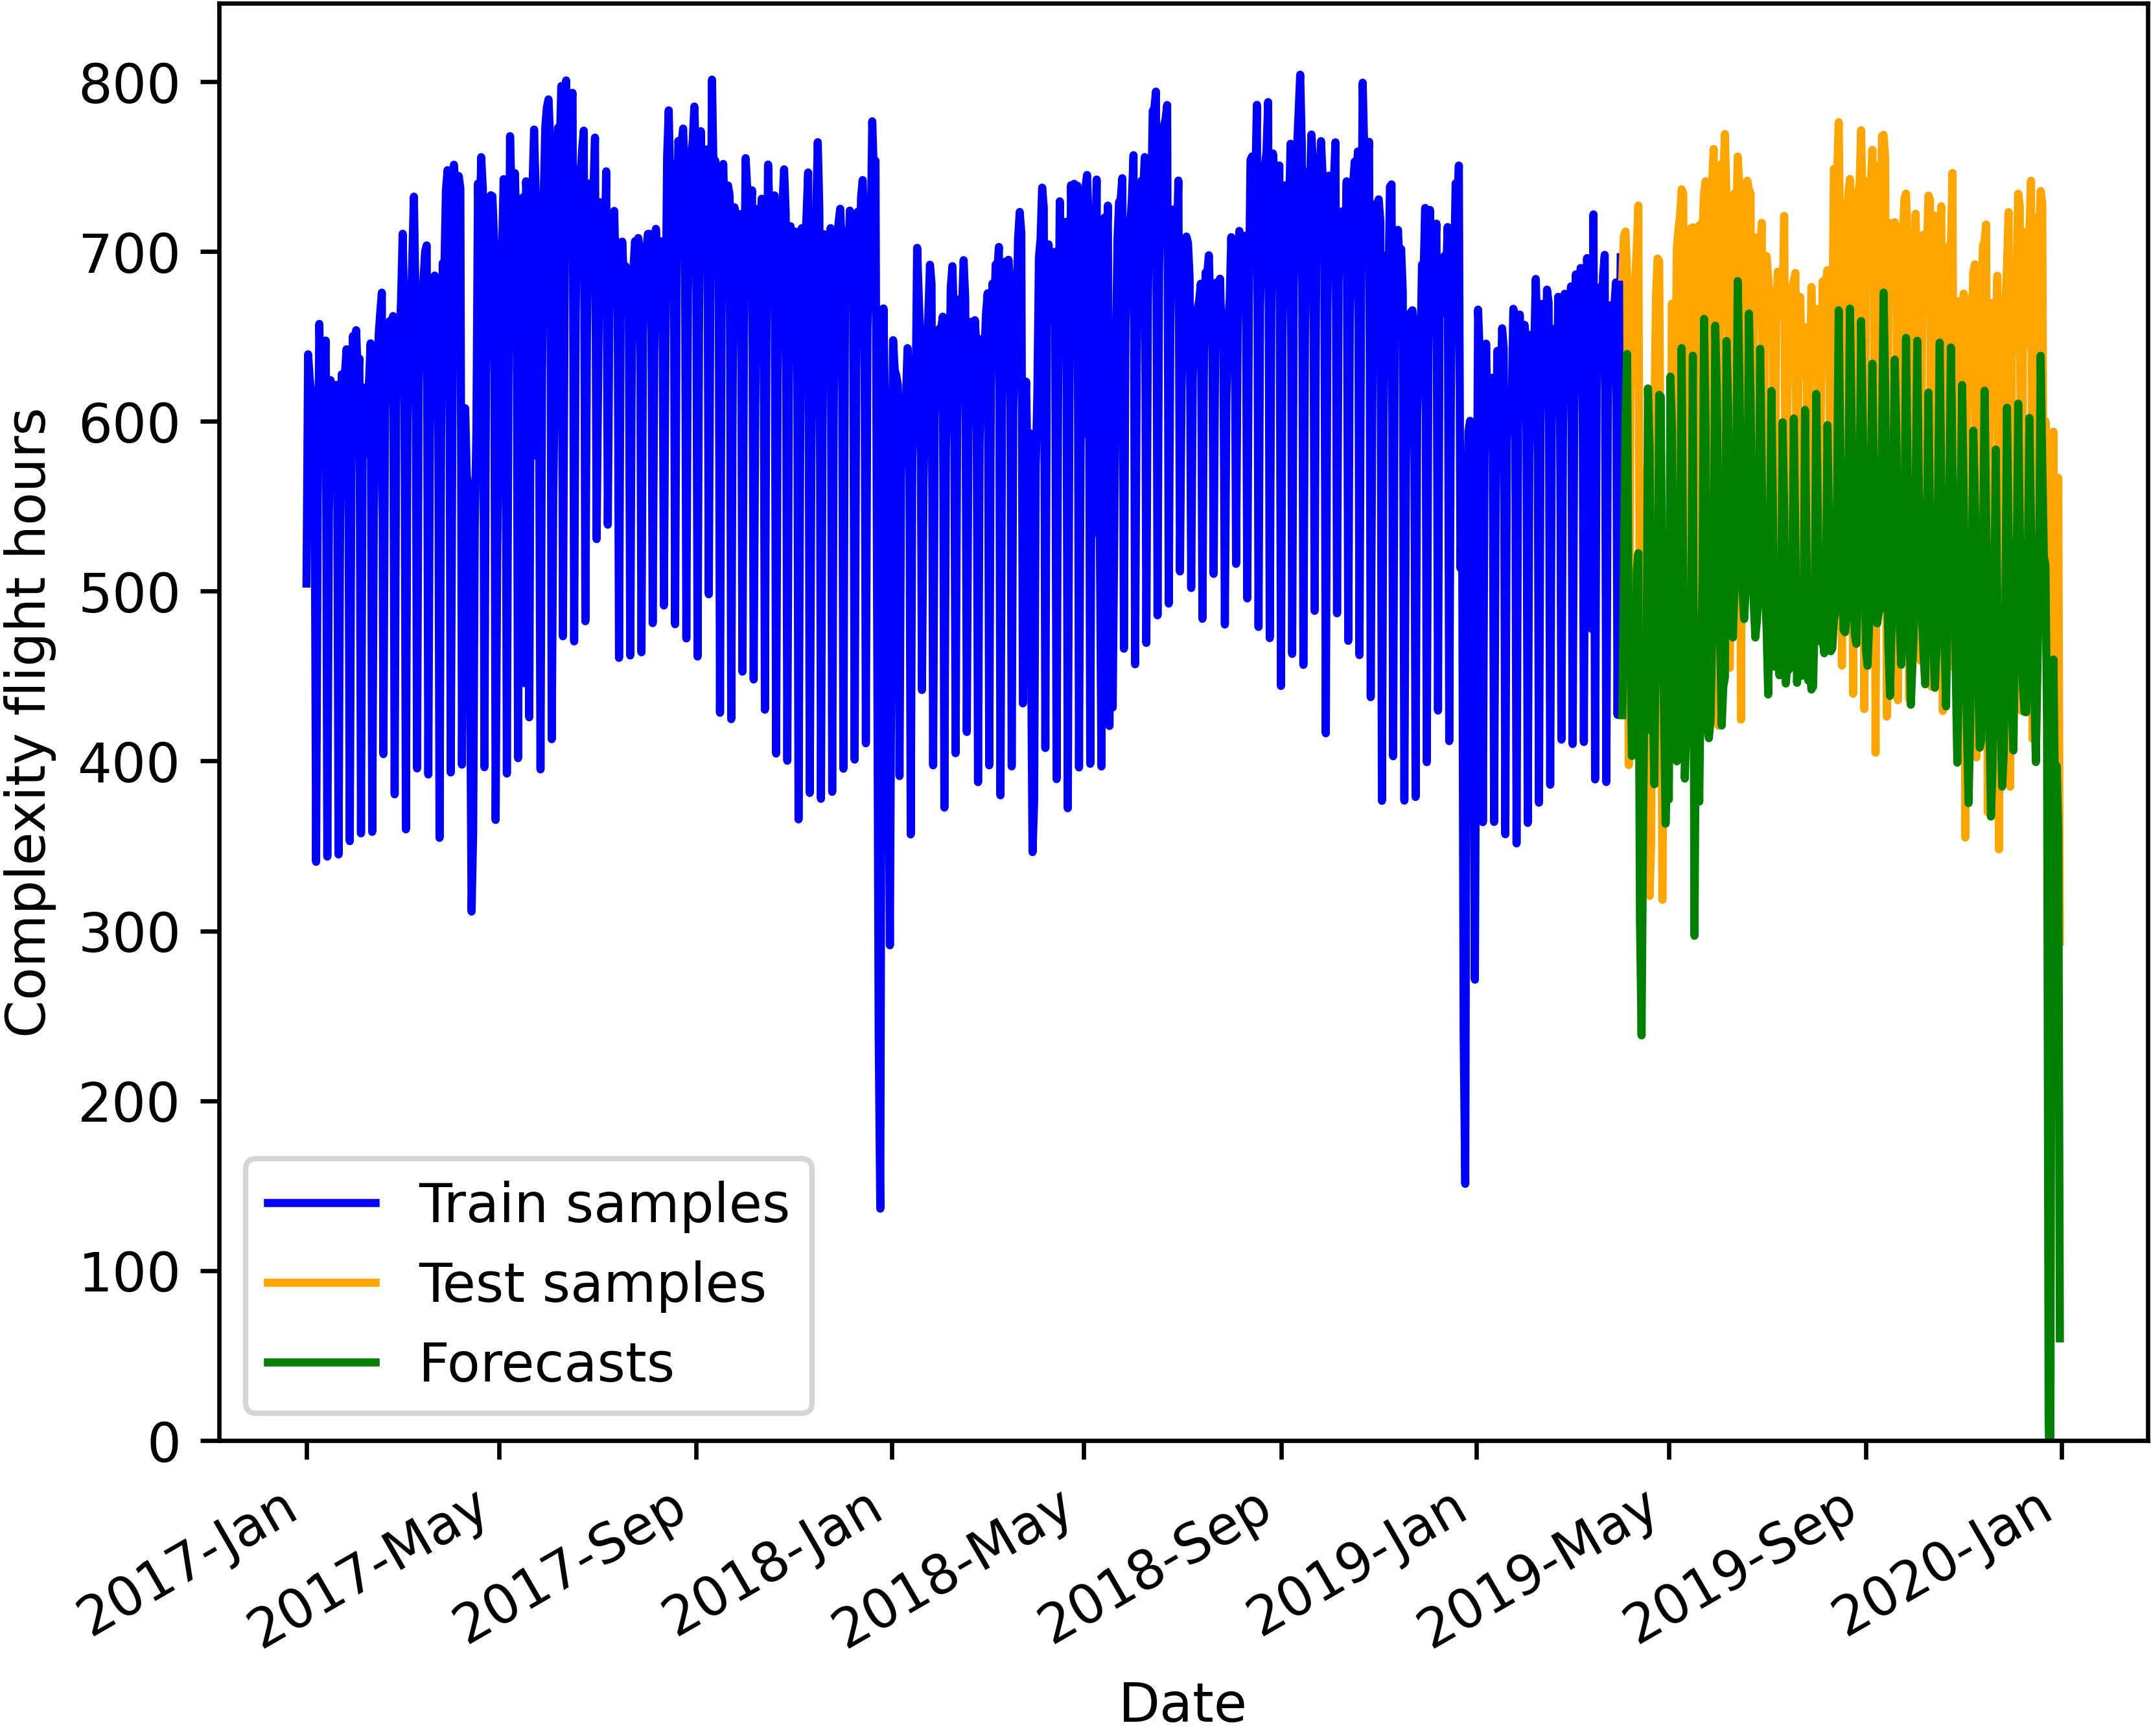 Complexity flight hours
800
700
600
500
400
300
200
100
0
Train samples
Test samples
Forecasts
2017-Jan
2017-May
2017-Sep
2018-Jan
2018-May
2018-Sep
2019-Jan
2019-May
2019-Sep
2020-Jan
Date